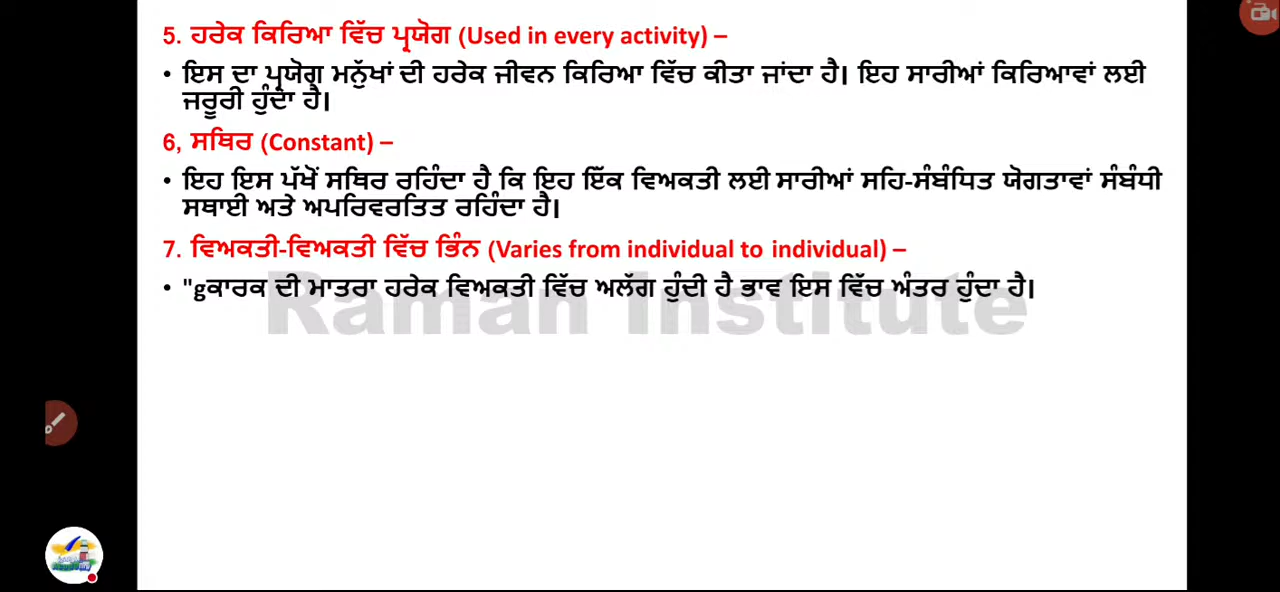 5. ਹਰੇਕ ਕਿਰਿਆ ਵਿੱਚ ਪ੍ਰਯੋਗ (Used in every activity) –
• ਇਸ ਦਾ ਪ੍ਰਯੋਗ ਮਨੁੱਖਾਂ ਦੀ ਹਰੇਕ ਜੀਵਨ ਕਿਰਿਆ ਵਿੱਚ ਕੀਤਾ ਜਾਂਦਾ ਹੈ। ਇਹ ਸਾਰੀਆਂ ਕਿਰਿਆਵਾਂ ਲਈ
ਜਰੂਰੀ ਹੁੰਦਾ ਹੈ।
6, ਸਥਿਰ (Constant) –
• ਇਹ ਇਸ ਪੱਖੋਂ ਸਥਿਰ ਰਹਿੰਦਾ ਹੈ ਕਿ ਇਹ ਇੱਕ ਵਿਅਕਤੀ ਲਈ ਸਾਰੀਆਂ ਸਹਿ-ਸੰਬੰਧਿਤ ਯੋਗਤਾਵਾਂ ਸੰਬੰਧੀ
ਸਥਾਈ ਅਤੇ ਅਪਰਿਵਰਤਿਤ ਰਹਿੰਦਾ ਹੈ।
7. ਵਿਅਕਤੀ-ਵਿਅਕਤੀ ਵਿੱਚ ਭਿੰਨ (Varies from individual to individual) –
• "gਕਾਰਕ ਦੀ ਮਾਤਰਾ ਹਰੇਕ ਵਿਅਕਤੀ ਵਿੱਚ ਅਲੱਗ ਹੁੰਦੀ ਹੈ ਭਾਵ ਇਸ ਵਿੱਚ ਅੰਤਰ ਹੁੰਦਾ ਹੈ।
Raman Institute